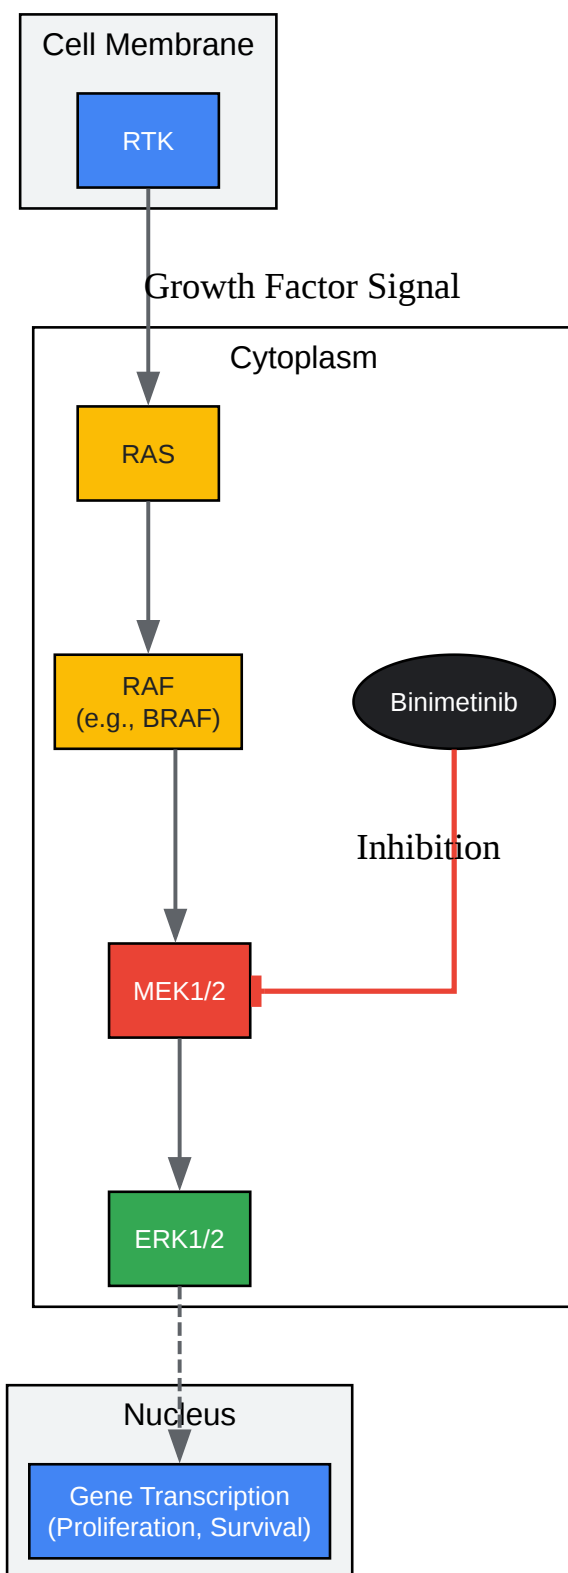 Cell Membrane
RTK
Growth Factor Signal
Cytoplasm
RAS
RAF
(e.g., BRAF)
Binimetinib
Inhibition
MEK1/2
ERK1/2
Nucleus
Gene Transcription
(Proliferation, Survival)